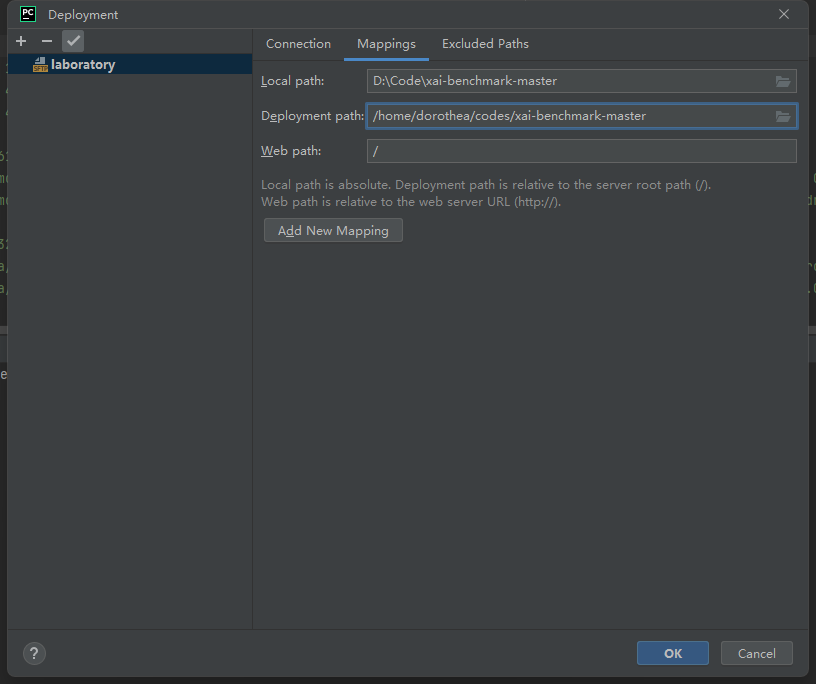 PC Deployment
laboratory
SFTP
Connection Mappings Excluded Paths
Local path: D:\Code\xai-benchmark-master
Deployment path: /home/dorothea/codes/xai-benchmark-master
Web path: /
Local path is absolute. Deployment path is relative to the server root path (/).
Web path is relative to the web server URL (http://).
Add New Mapping
? OK Cancel